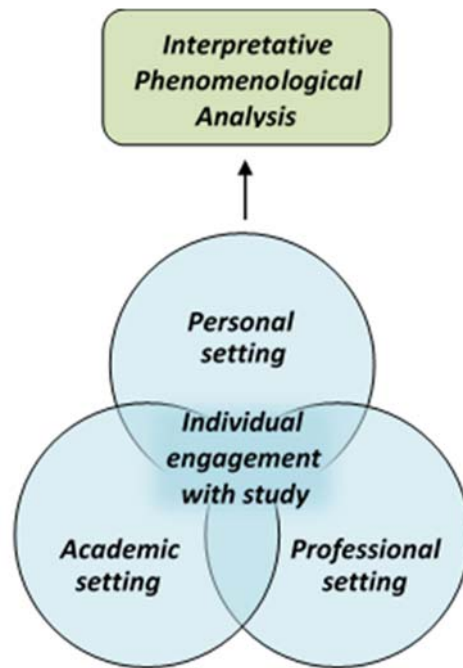 Interpretative
Phenomenological
Analysis
Personal
setting
Individual
engagement
with study
Academic
setting
Professional
setting